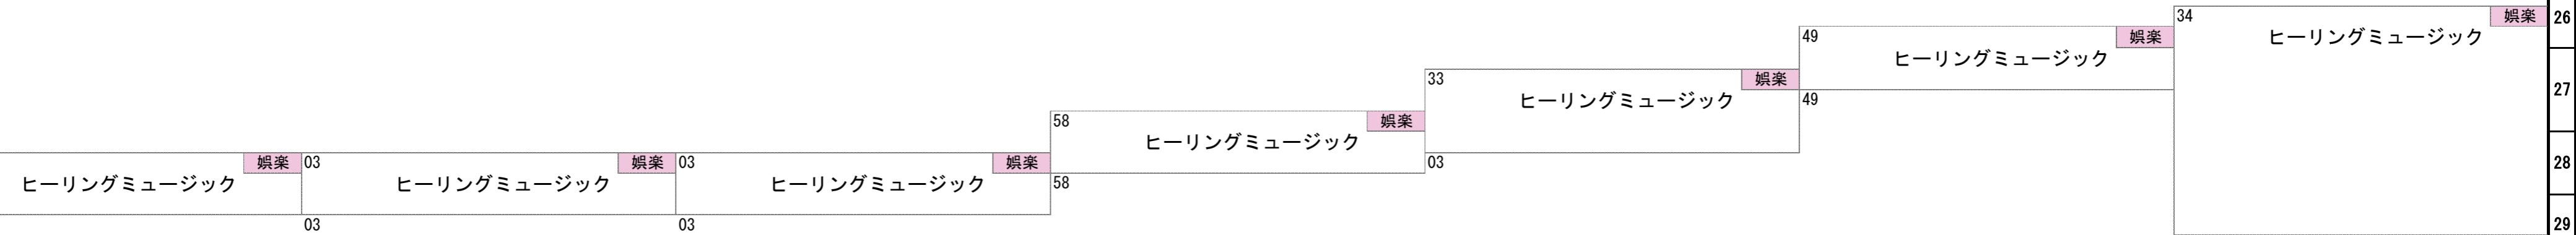 34 娯楽 26
ヒーリングミュージック
49 娯楽
ヒーリングミュージック
33 娯楽
ヒーリングミュージック
27
49
58 娯楽
ヒーリングミュージック
娯楽 03 娯楽 03 娯楽
ヒーリングミュージック ヒーリングミュージック ヒーリングミュージック
58
03
28
03 03
29